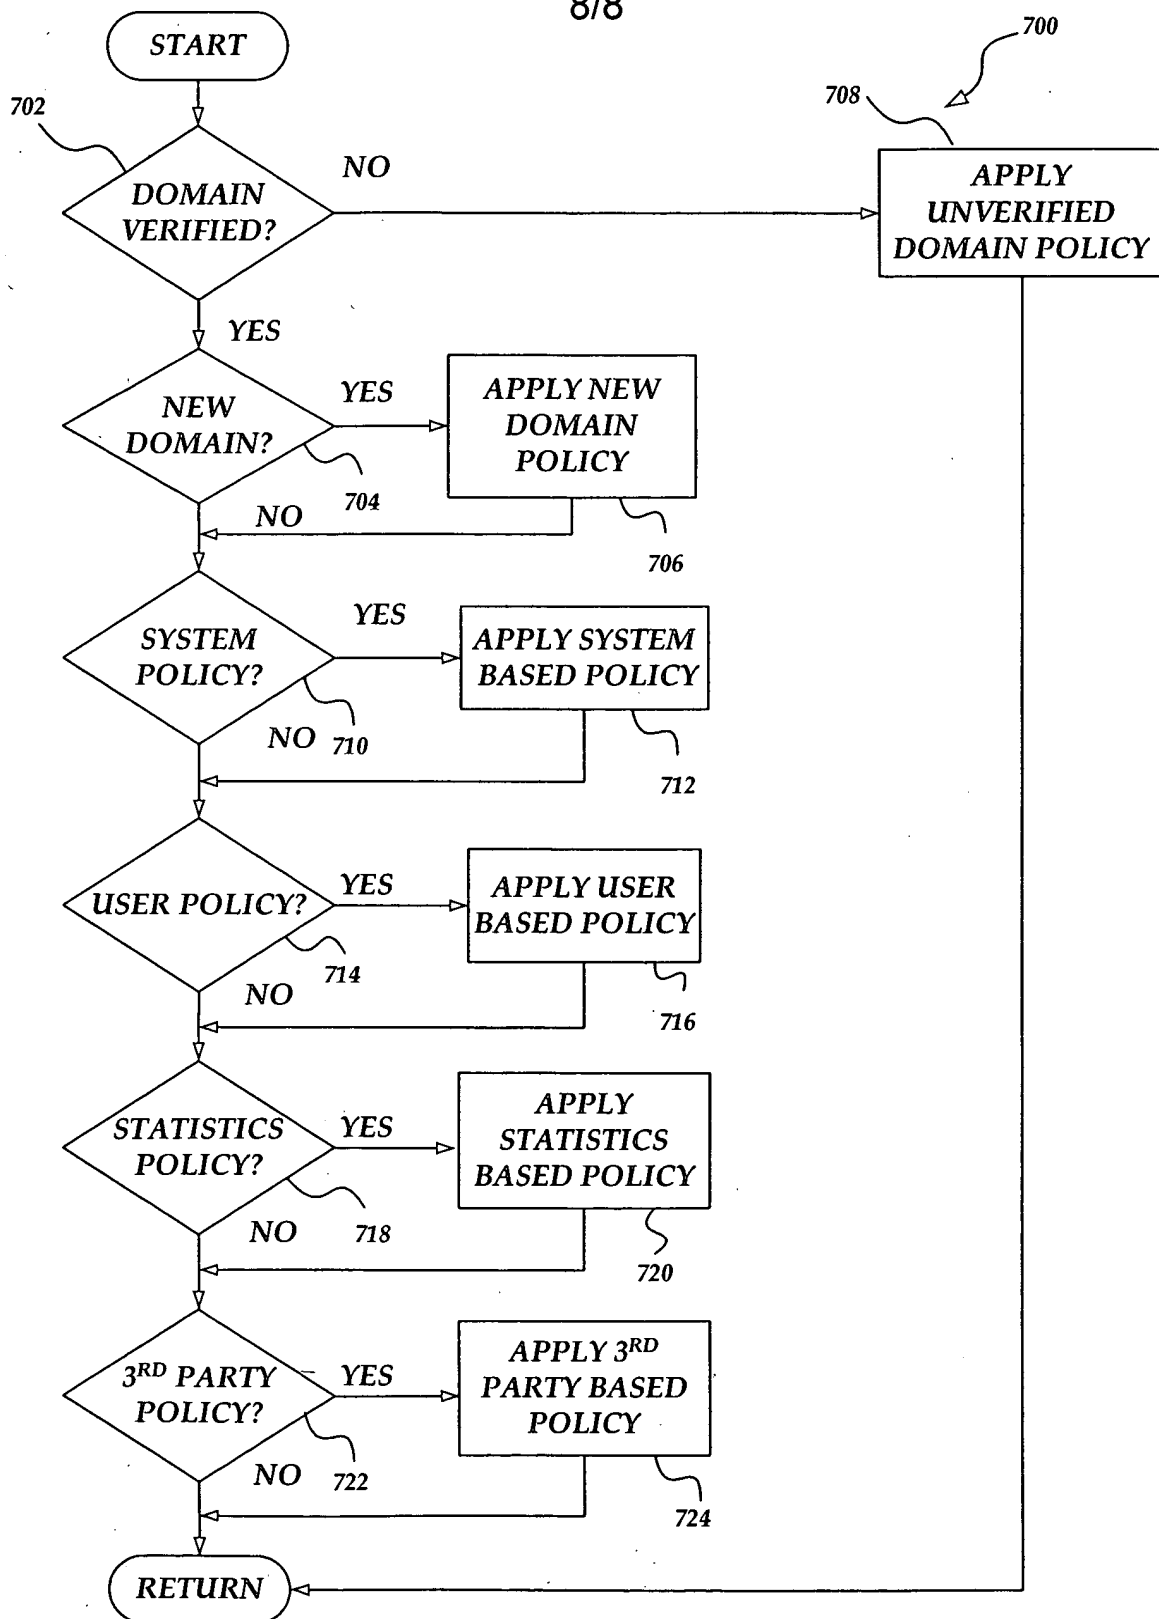 8/8
START
700
702
708
NO
DOMAIN
VERIFIED?
APPLY
UNVERIFIED
DOMAIN POLICY
YES
NEW
DOMAIN?
YES
APPLY NEW
DOMAIN
POLICY
704
NO
706
SYSTEM
POLICY?
YES
APPLY SYSTEM
BASED POLICY
NO
710
712
USER POLICY?
YES
APPLY USER
BASED POLICY
714
NO
716
STATISTICS
POLICY?
YES
APPLY
STATISTICS
BASED POLICY
NO
718
720
3RD PARTY
POLICY?
YES
APPLY 3RD
PARTY BASED
POLICY
NO
722
724
RETURN